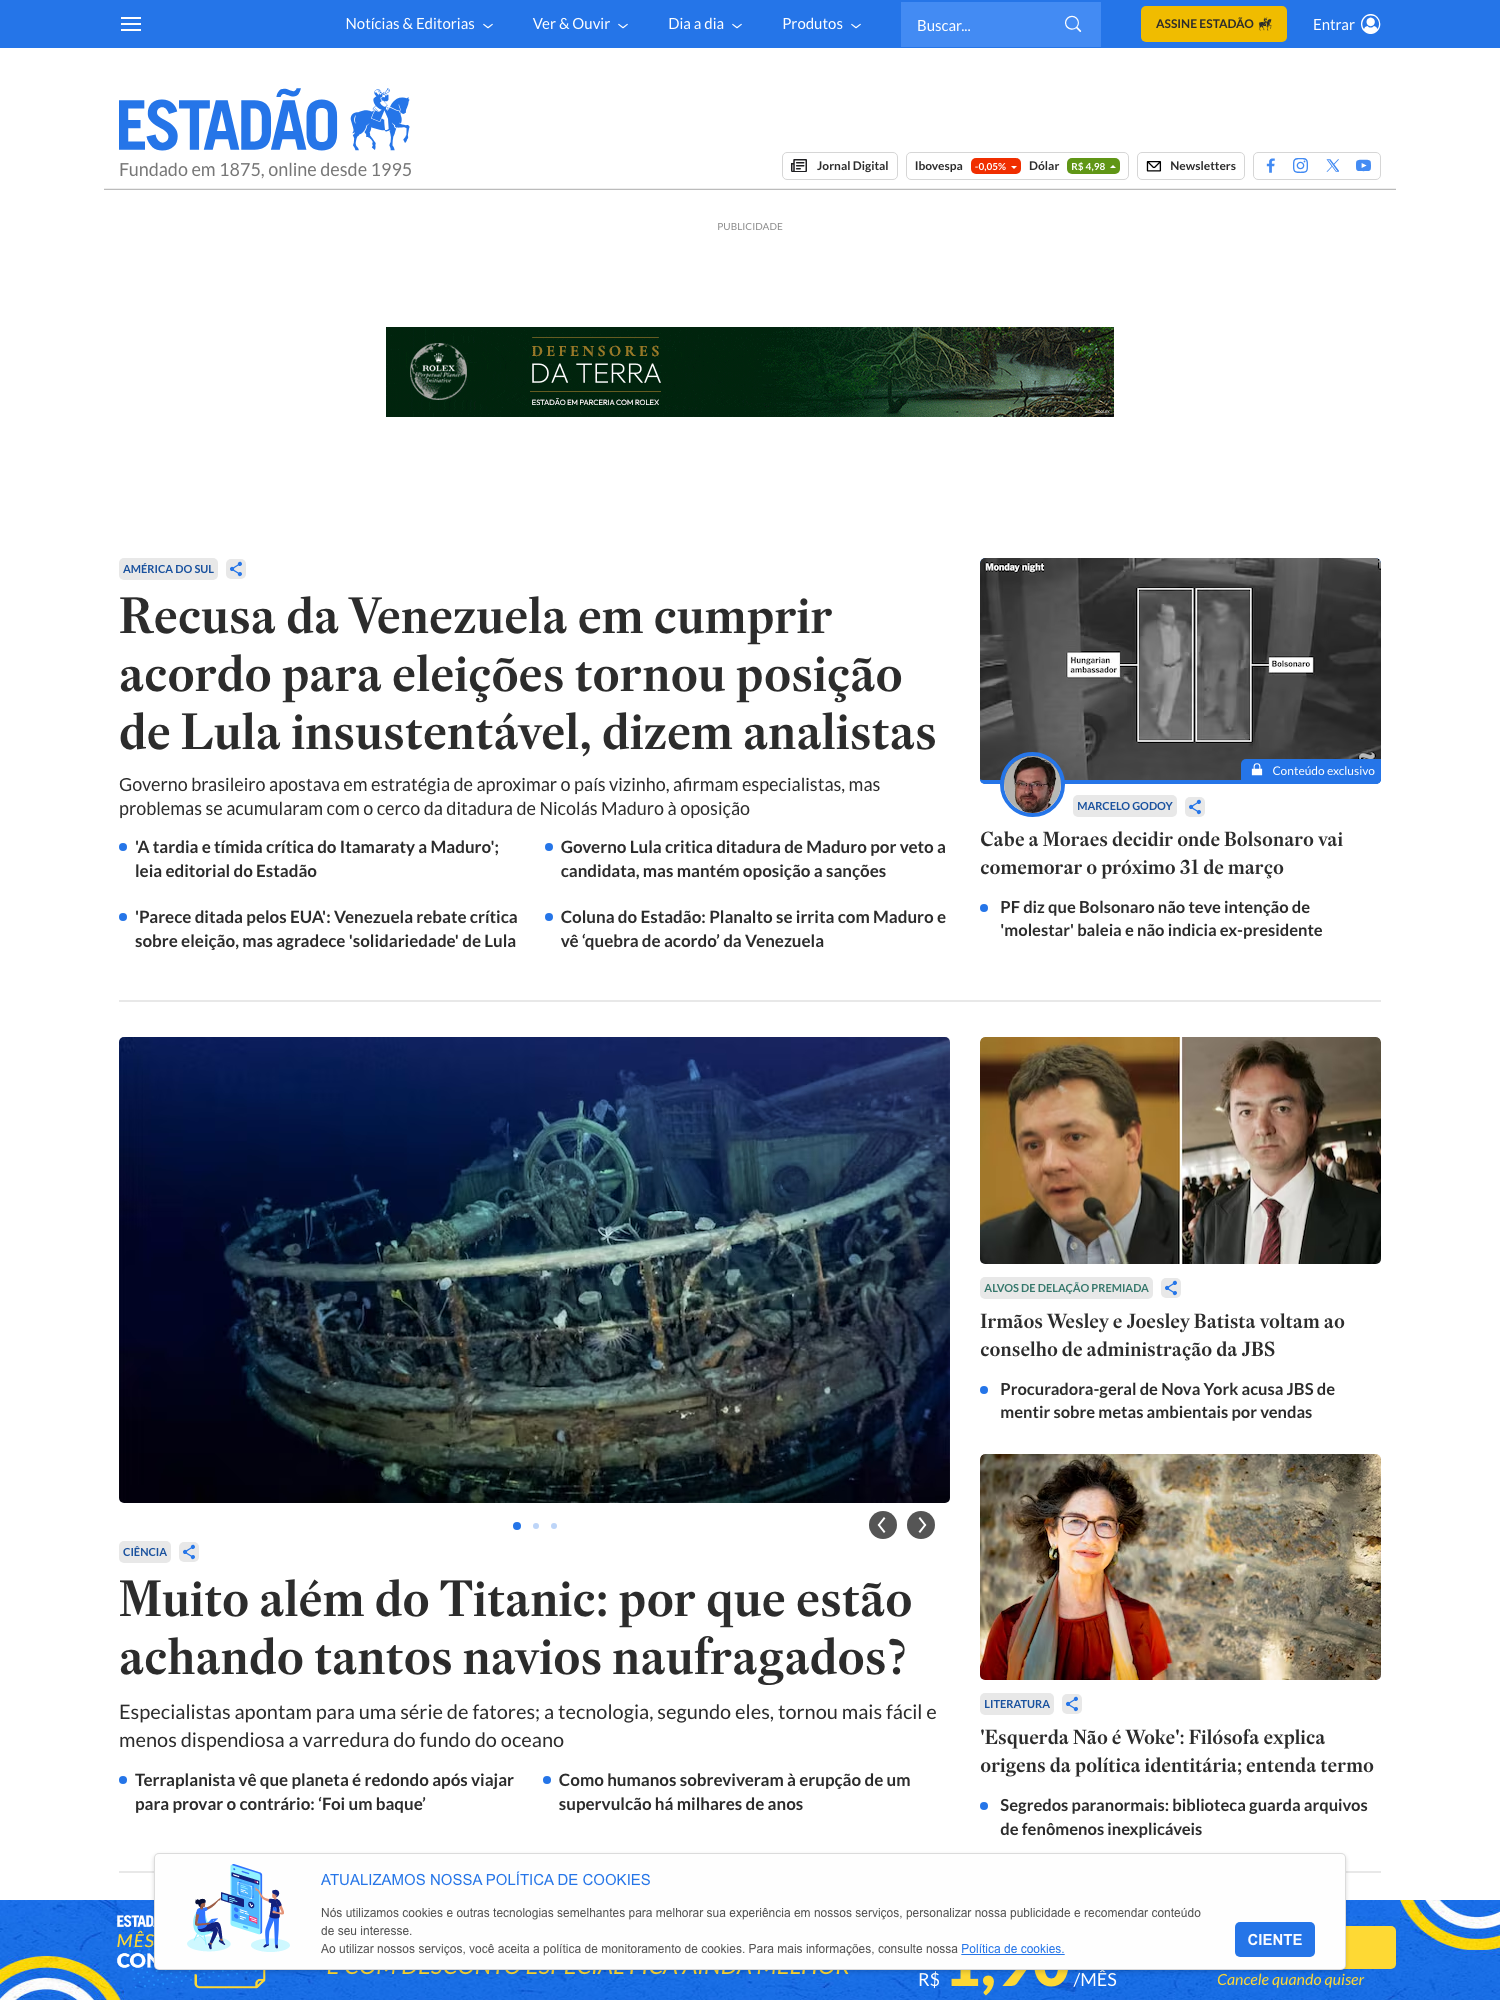 Notícias & Editorias
Ver & Ouvir
Dia a dia
Produtos
Buscar...
ASSINE ESTADÃO
Entrar
ESTADÃO
Fundado em 1875, online desde 1995
Jornal Digital
Ibovespa -0,05% Dólar R$ 4,98
Newsletters
PUBLICIDADE
ROLEX
Perpetual Planet
Initiative
DEFENSORES
DA TERRA
ESTADÃO EM PARCERIA COM ROLEX
AMÉRICA DO SUL
Recusa da Venezuela em cumprir
acordo para eleições tornou posição
de Lula insustentável, dizem analistas
Governo brasileiro apostava em estratégia de aproximar o país vizinho, afirmam especialistas, mas
problemas se acumularam com o cerco da ditadura de Nicolás Maduro à oposição
'A tardia e tímida crítica do Itamaraty a Maduro';
leia editorial do Estadão
Governo Lula critica ditadura de Maduro por veto a
candidata, mas mantém oposição a sanções
'Parece ditada pelos EUA': Venezuela rebate crítica
sobre eleição, mas agradece 'solidariedade' de Lula
Coluna do Estadão: Planalto se irrita com Maduro e
vê ‘quebra de acordo’ da Venezuela
Monday night
Hungarian
ambassador
Bolsonaro
Conteúdo exclusivo
MARCELO GODOY
Cabe a Moraes decidir onde Bolsonaro vai
comemorar o próximo 31 de março
PF diz que Bolsonaro não teve intenção de
'molestar' baleia e não indicia ex-presidente
CIÊNCIA
Muito além do Titanic: por que estão
achando tantos navios naufragados?
Especialistas apontam para uma série de fatores; a tecnologia, segundo eles, tornou mais fácil e
menos dispendiosa a varredura do fundo do oceano
Terraplanista vê que planeta é redondo após viajar
para provar o contrário: ‘Foi um baque’
Como humanos sobreviveram à erupção de um
supervulcão há milhares de anos
ALVOS DE DELAÇÃO PREMIADA
Irmãos Wesley e Joesley Batista voltam ao
conselho de administração da JBS
Procuradora-geral de Nova York acusa JBS de
mentir sobre metas ambientais por vendas
LITERATURA
'Esquerda Não é Woke': Filósofa explica
origens da política identitária; entenda termo
Segredos paranormais: biblioteca guarda arquivos
de fenômenos inexplicáveis
ATUALIZAMOS NOSSA POLÍTICA DE COOKIES
Nós utilizamos cookies e outras tecnologias semelhantes para melhorar sua experiência em nossos serviços, personalizar nossa publicidade e recomendar conteúdo
de seu interesse.
Ao utilizar nossos serviços, você aceita a política de monitoramento de cookies. Para mais informações, consulte nossa Política de cookies.
CIENTE
MÊS
R$ 1,90 /MÊS
Cancele quando quiser